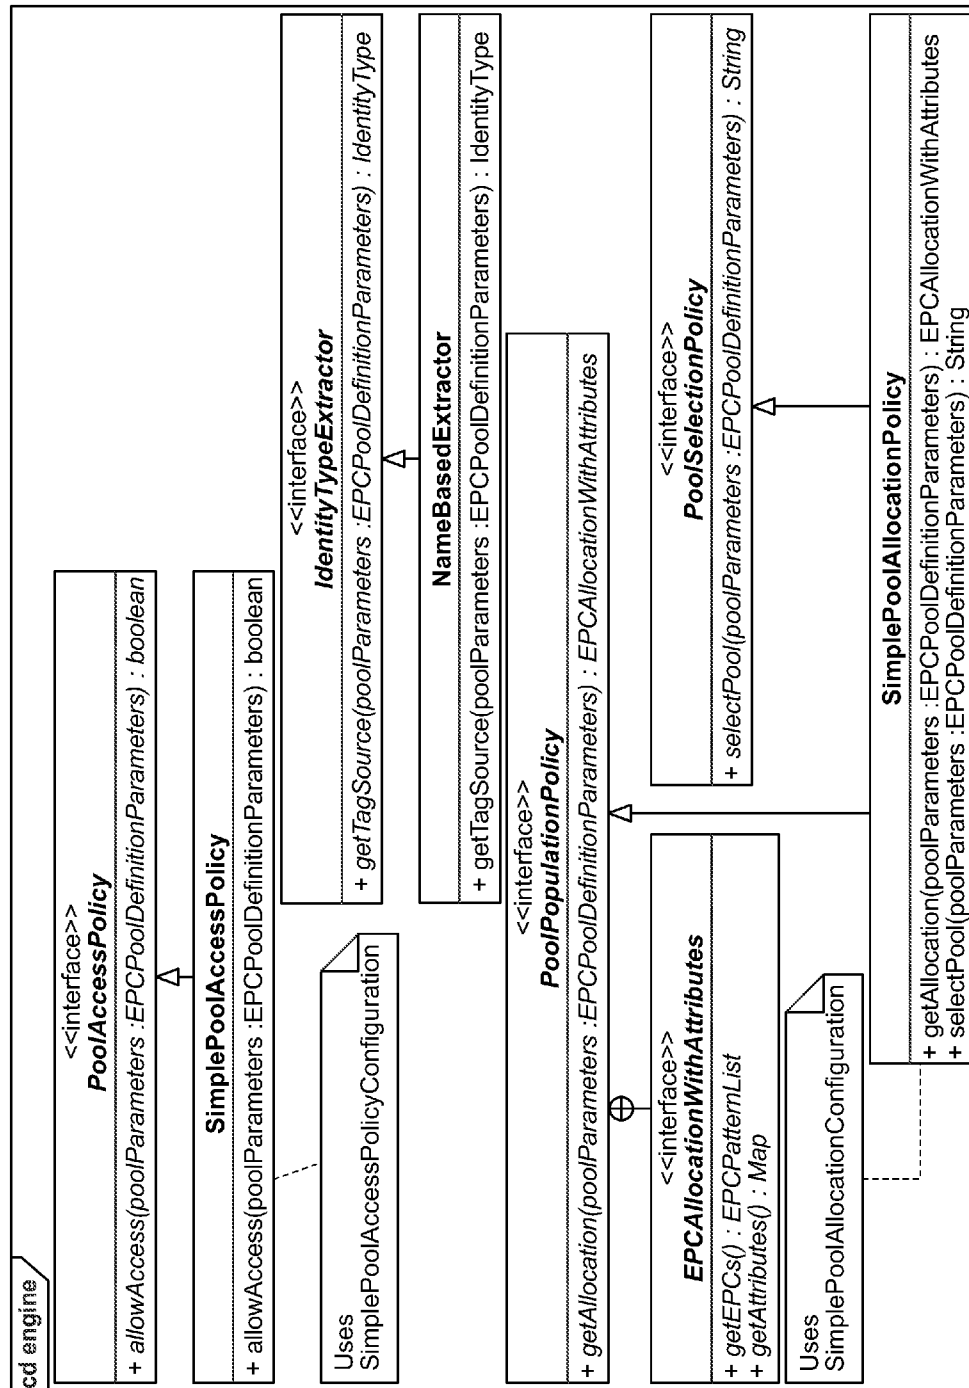 cd engine
<<interface>>
PoolAccessPolicy
+ allowAccess(poolParameters :EPCPoolDefinitionParameters) : boolean
SimplePoolAccessPolicy
+ allowAccess(poolParameters :EPCPoolDefinitionParameters) : boolean
Uses
SimplePoolAccessPolicyConfiguration
<<interface>>
IdentityTypeExtractor
+ getTagSource(poolParameters :EPCPoolDefinitionParameters) : IdentityType
NameBasedExtractor
+ getTagSource(poolParameters :EPCPoolDefinitionParameters) : IdentityType
<<interface>>
PoolPopulationPolicy
+ getAllocation(poolParameters :EPCPoolDefinitionParameters) : EPCAllocationWithAttributes
<<interface>>
EPCAllocationWithAttributes
+ getEPCs() : EPCPatternList
+ getAttributes() : Map
<<interface>>
PoolSelectionPolicy
+ selectPool(poolParameters :EPCPoolDefinitionParameters) : String
Uses
SimplePoolAllocationConfiguration
SimplePoolAllocationPolicy
+ getAllocation(poolParameters :EPCPoolDefinitionParameters) : EPCAllocationWithAttributes
+ selectPool(poolParameters :EPCPoolDefinitionParameters) : String